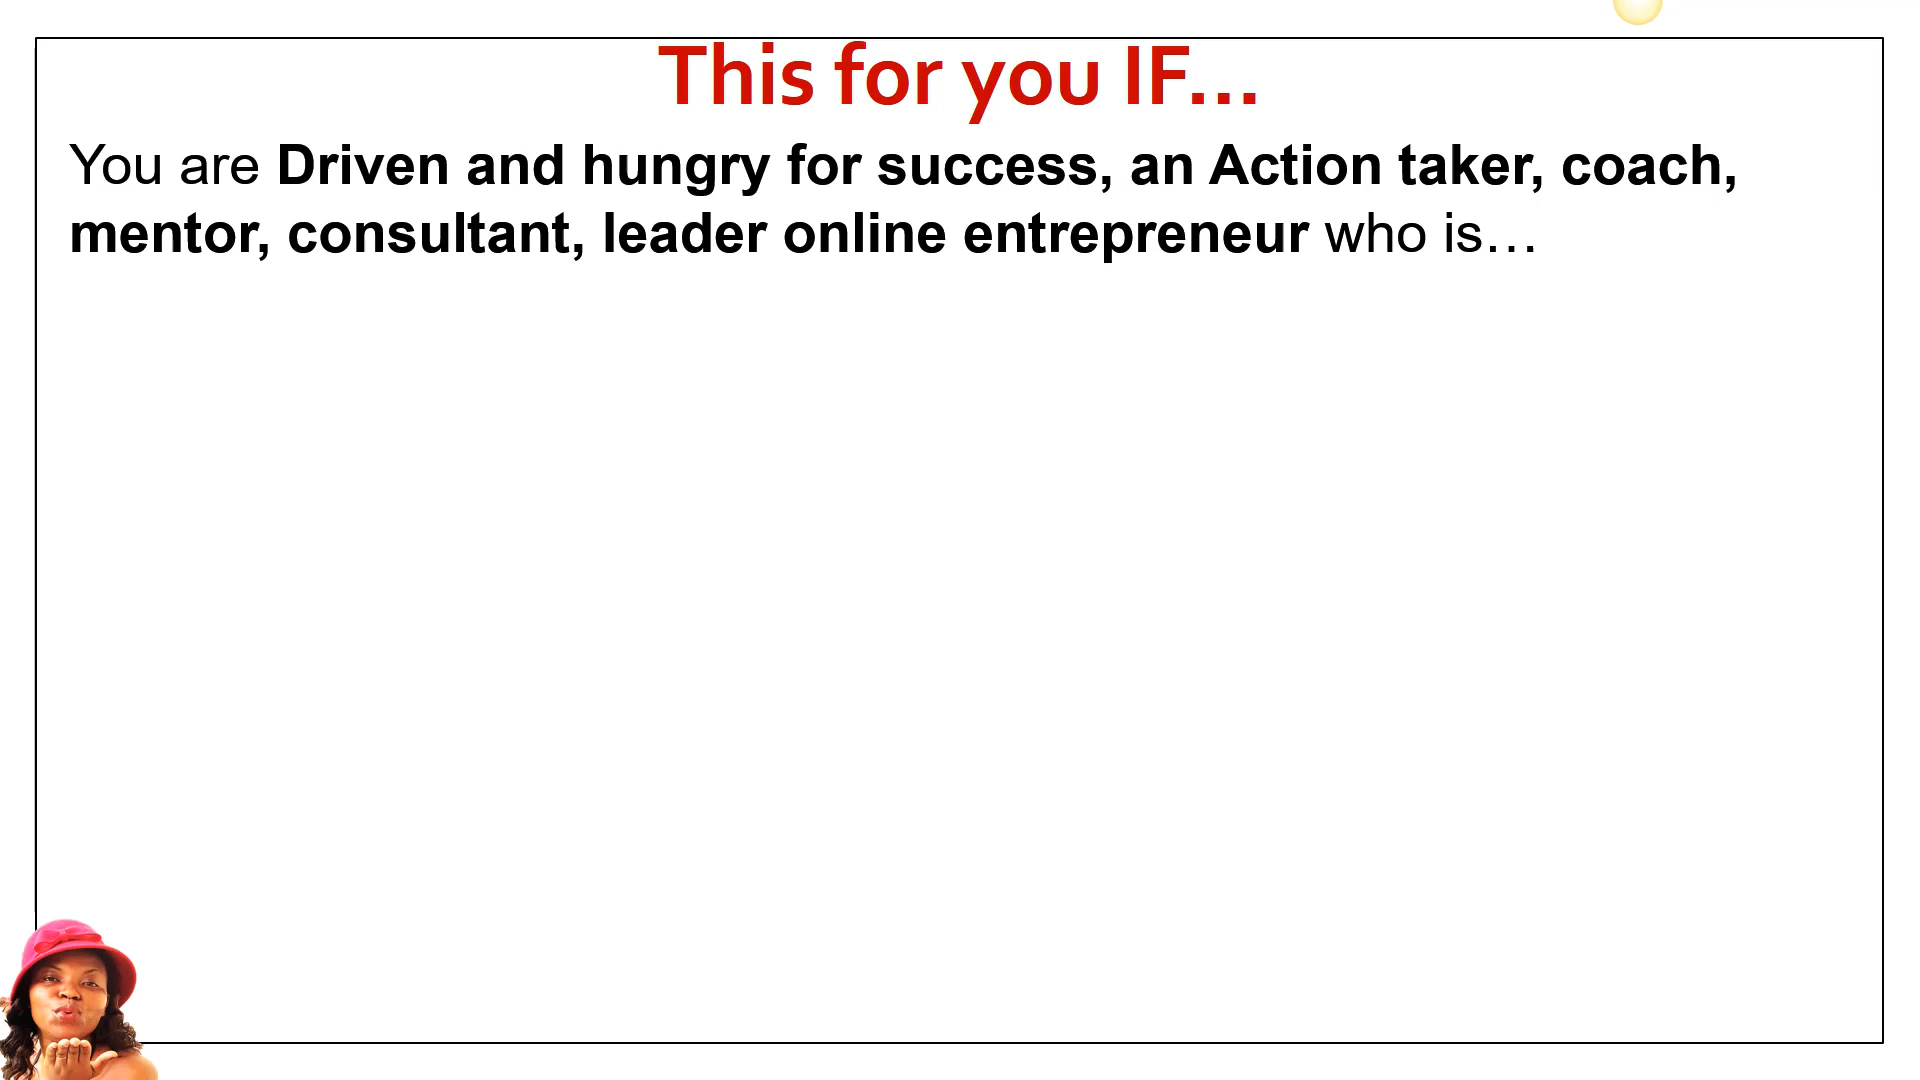 This for you IF...
You are Driven and hungry for success, an Action taker, coach,
mentor, consultant, leader online entrepreneur who is…